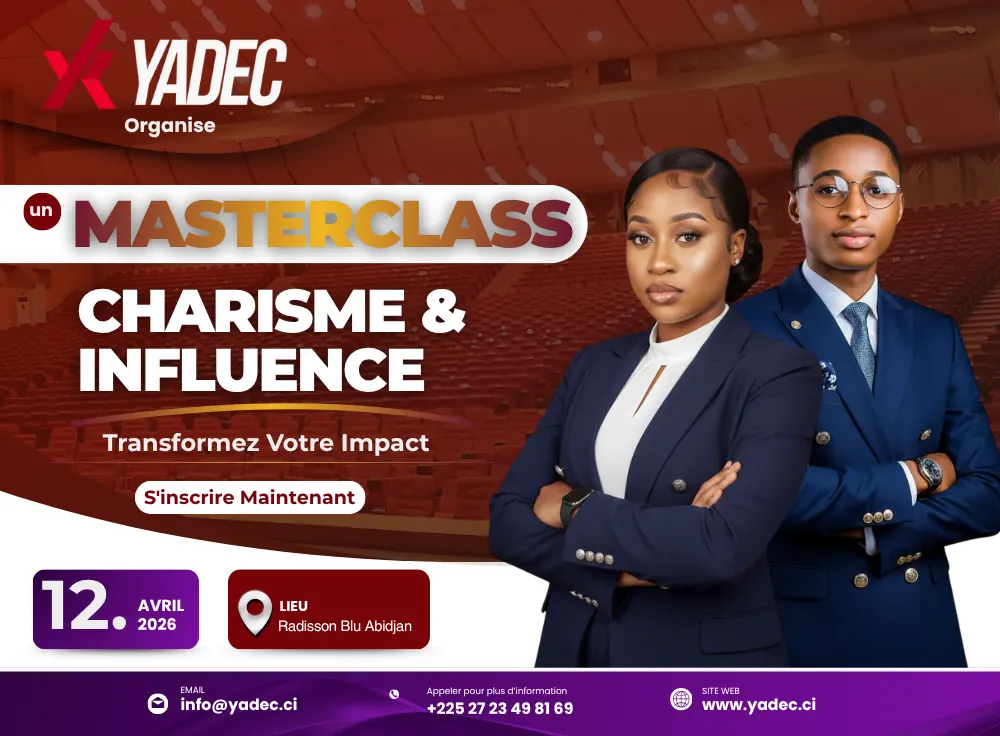 YADEC
Organise
un
MASTERCLASS
CHARISME &
INFLUENCE
Transformez Votre Impact
S'inscrire Maintenant
12.
AVRIL
2026
LIEU
Radisson Blu Abidjan
EMAIL
info@yadec.ci
Appeler pour plus d'information
+225 27 23 49 81 69
SITE WEB
www.yadec.ci